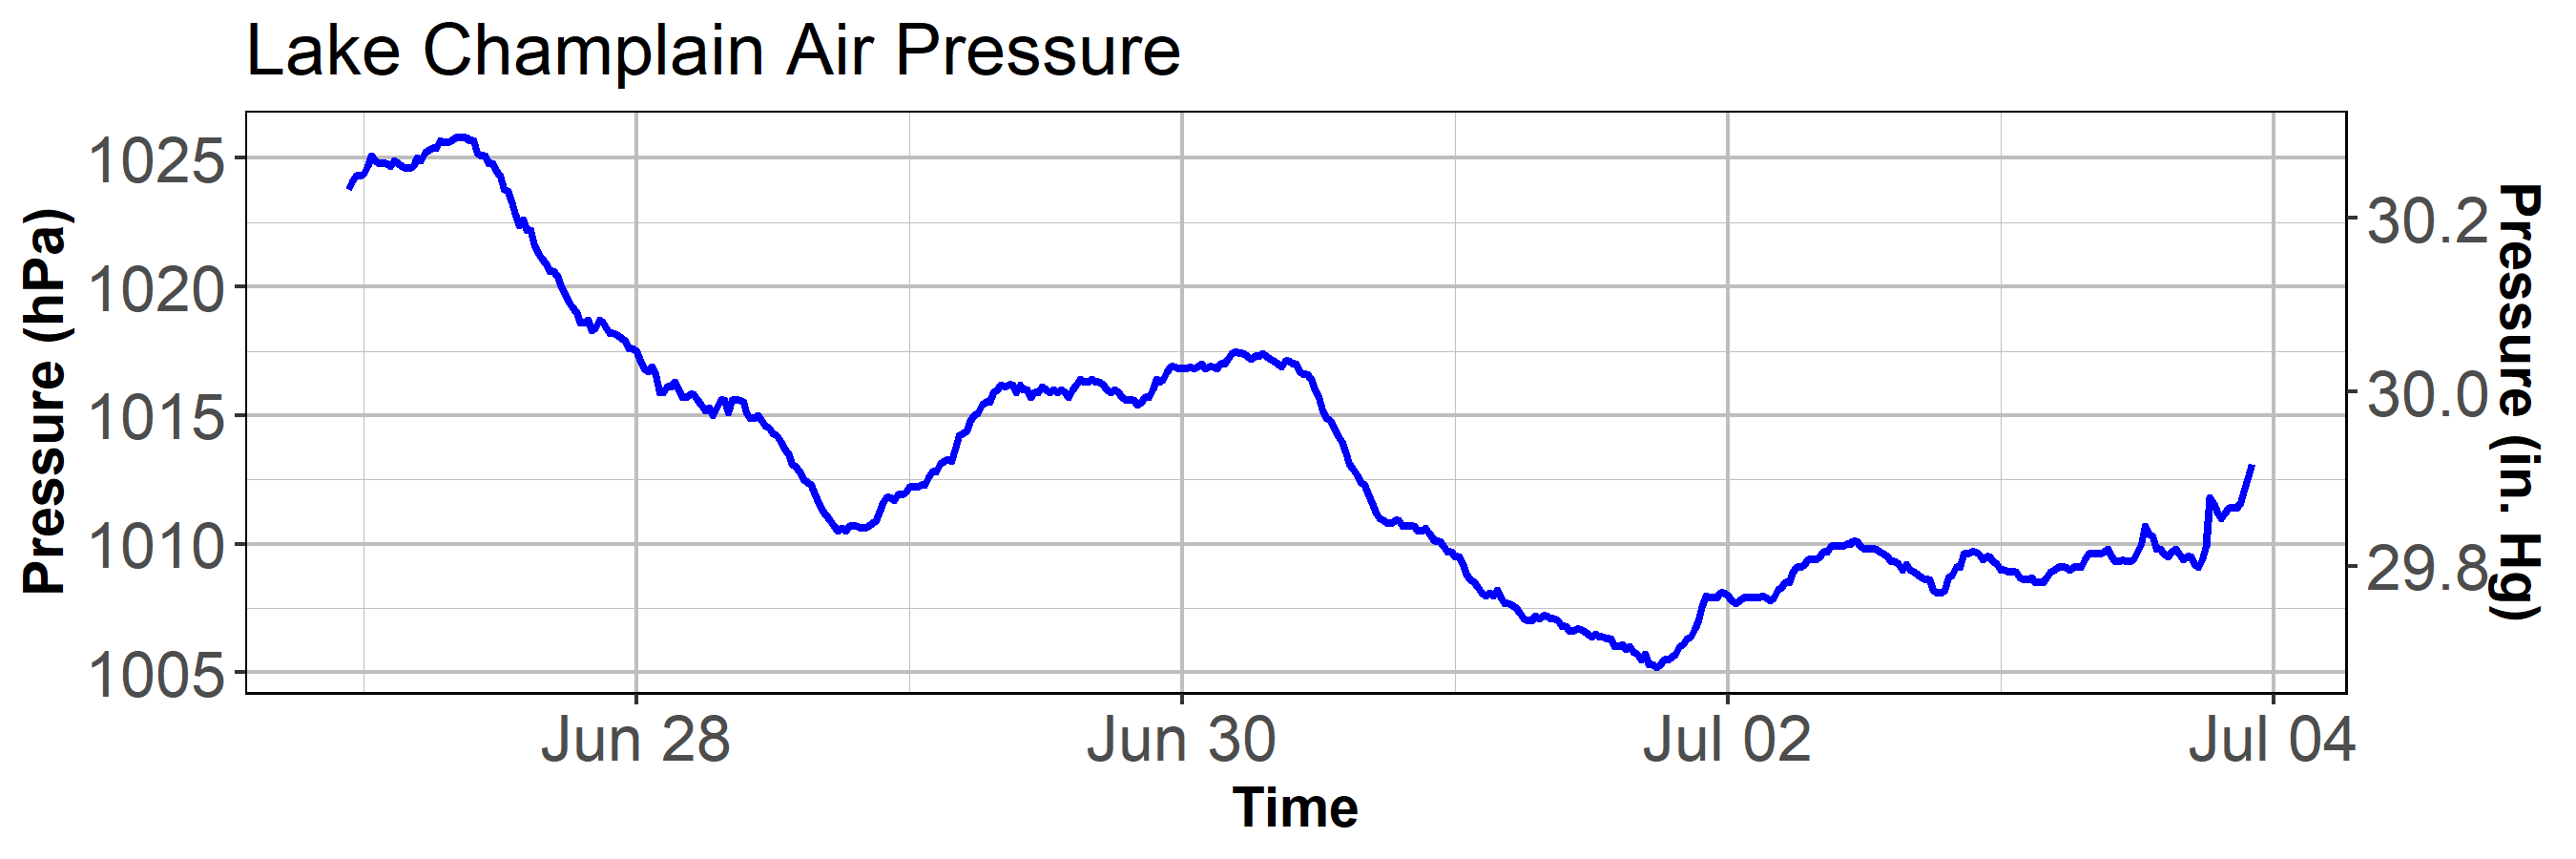 Lake Champlain Air Pressure
Pressure (hPa)
1025
1020
1015
1010
1005
30.2
30.0
29.8
Pressure (in. Hg)
Jun 28
Jun 30
Jul 02
Jul 04
Time